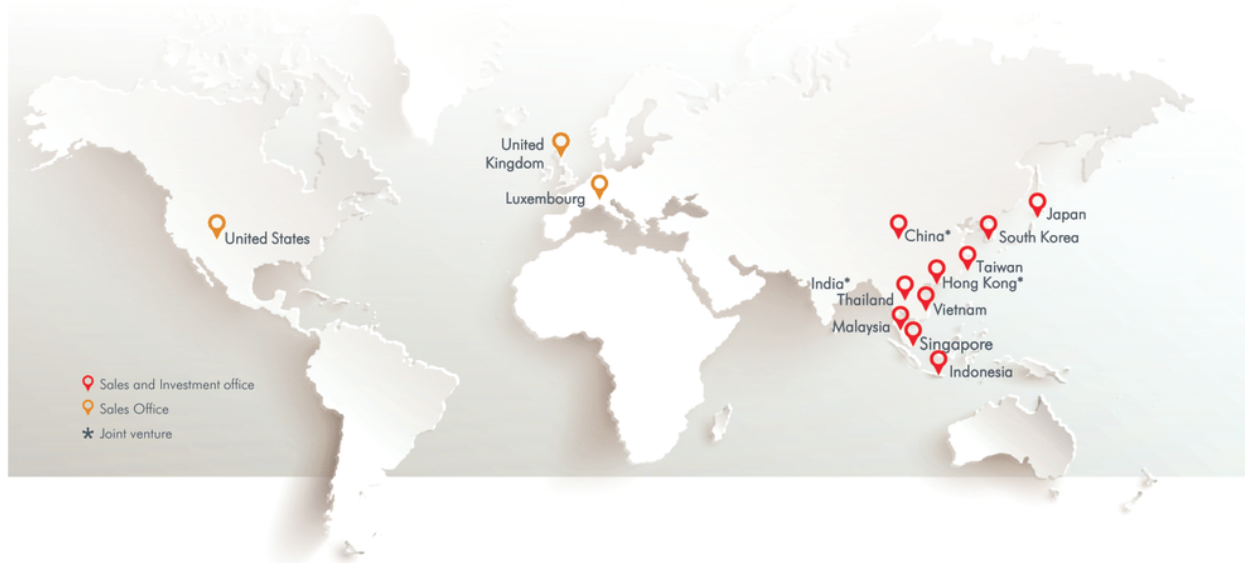 United
Kingdom
Luxembourg
United States
Japan
China*
South Korea
Taiwan
India*
Hong Kong*
Thailand
Vietnam
Malaysia
Singapore
Indonesia
Sales and Investment office
Sales Office
* Joint venture